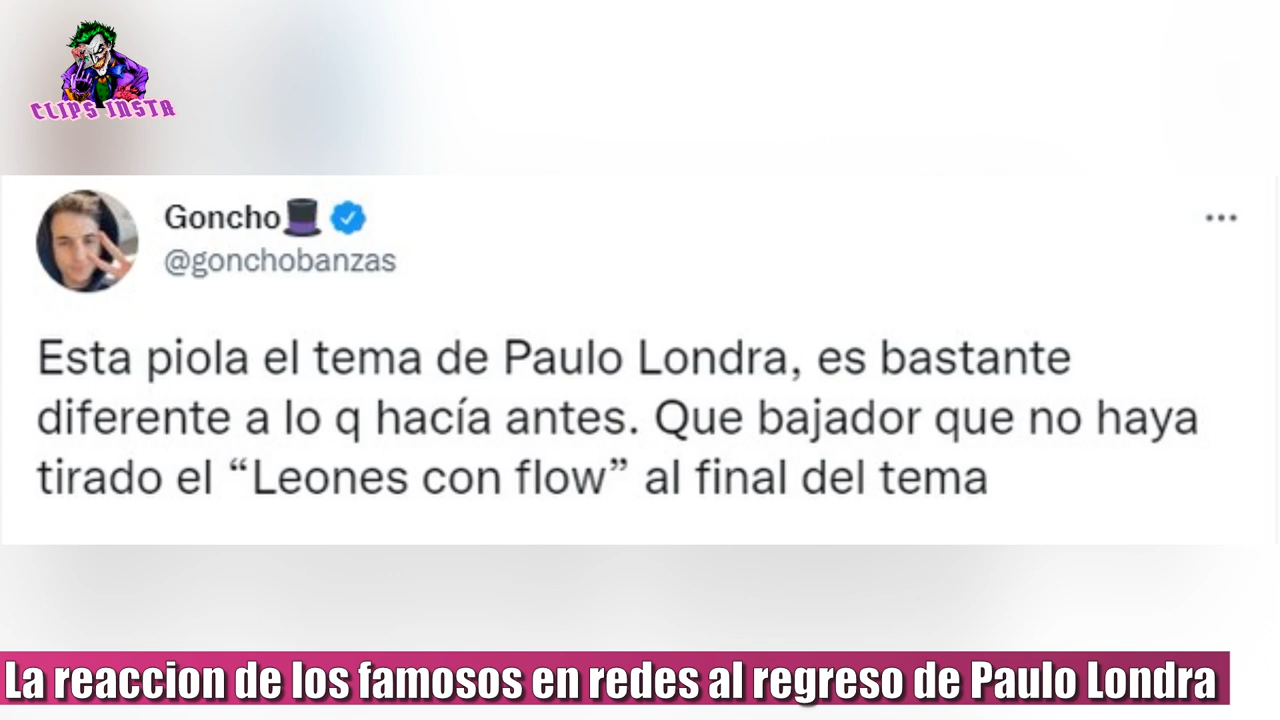 CLIPS INSTA
Goncho
@gonchobanzas
Esta piola el tema de Paulo Londra, es bastante
diferente a lo q hacía antes. Que bajador que no haya
tirado el “Leones con flow” al final del tema
La reaccion de los famosos en redes al regreso de Paulo Londra